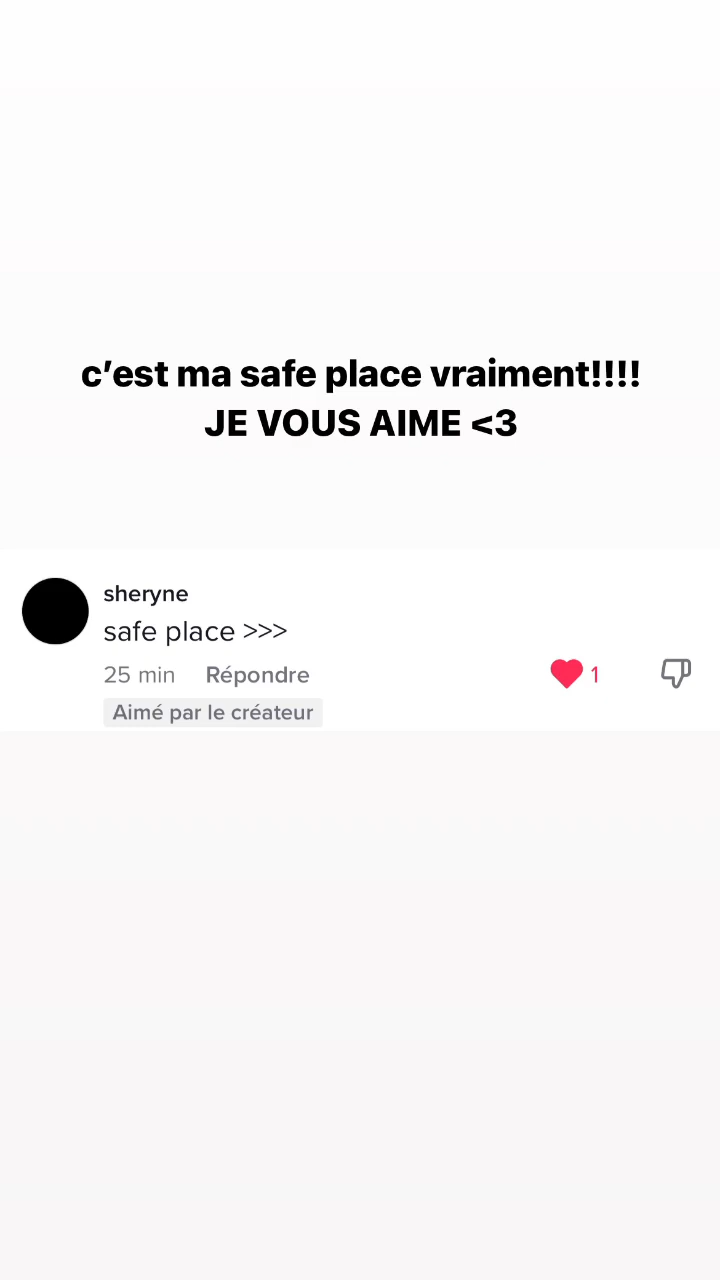 c’est ma safe place vraiment!!!!
JE VOUS AIME <3
sheryne
safe place >>>
25 min Répondre 1
Aimé par le créateur